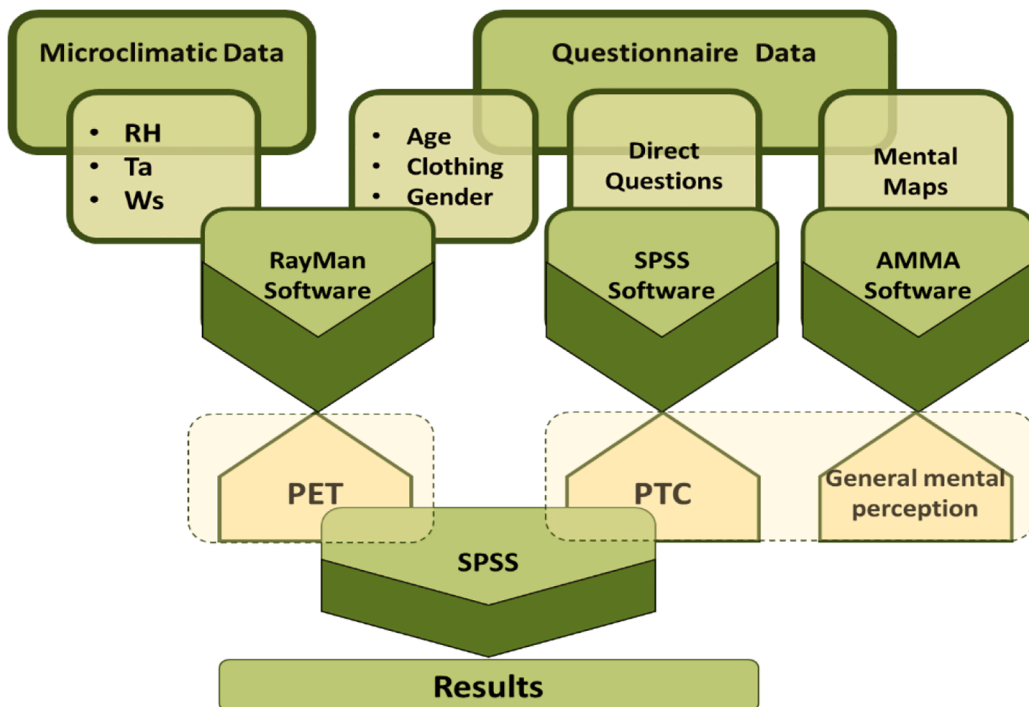 Microclimatic Data
Questionnaire Data
• RH
• Ta
• Ws
• Age
• Clothing
• Gender
Direct
Questions
Mental
Maps
RayMan
Software
SPSS
Software
AMMA
Software
PET
PTC
General mental
perception
SPSS
Results